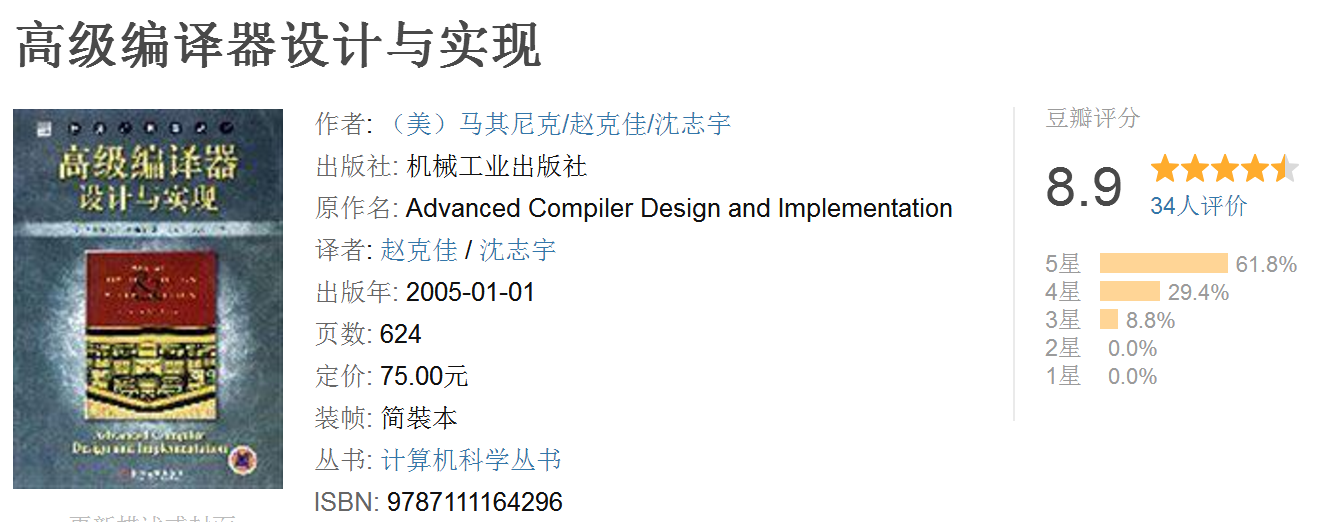 高级编译器设计与实现
高级编译器
设计与实现
Advanced Compiler
Design and Implementation
作者: （美）马其尼克/赵克佳/沈志宇
出版社: 机械工业出版社
原作名: Advanced Compiler Design and Implementation
译者: 赵克佳 / 沈志宇
出版年: 2005-01-01
页数: 624
定价: 75.00元
装帧: 简裝本
丛书: 计算机科学丛书
ISBN: 9787111164296
豆瓣评分
8.9
34人评价
5星 61.8%
4星 29.4%
3星 8.8%
2星 0.0%
1星 0.0%